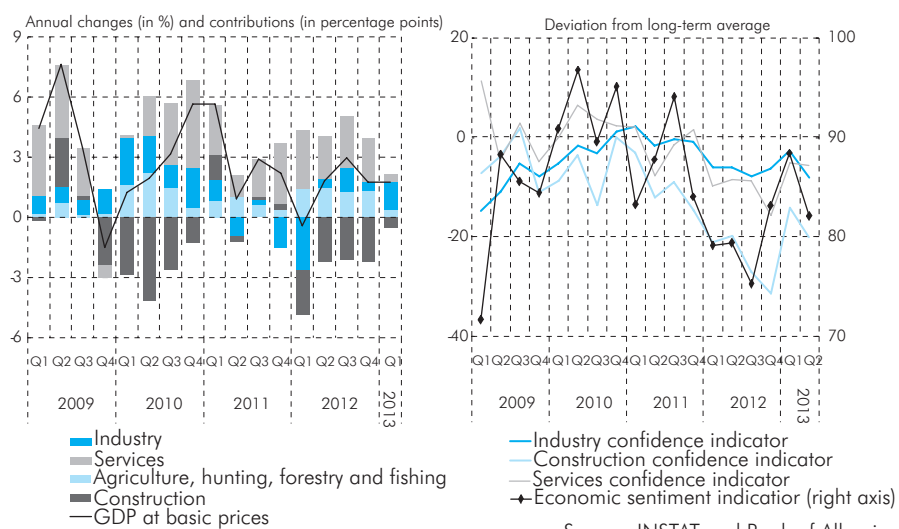 Annual changes (in %) and contributions (in percentage points)
9
6
3
0
-3
-6
Q1 Q2 Q3 Q4 Q1 Q2 Q3 Q4 Q1 Q2 Q3 Q4 Q1 Q2 Q3 Q4 Q1
2009 2010 2011 2012 2013
Industry
Services
Agriculture, hunting, forestry and fishing
Construction
GDP at basic prices
Deviation from long-term average
20 100
0 90
-20 80
-40 70
Q1 Q2 Q3 Q4 Q1 Q2 Q3 Q4 Q1 Q2 Q3 Q4 Q1 Q2 Q3 Q4 Q1 Q2
2009 2010 2011 2012 2013
Industry confidence indicator
Construction confidence indicator
Services confidence indicator
Economic sentiment indicatior (right axis)